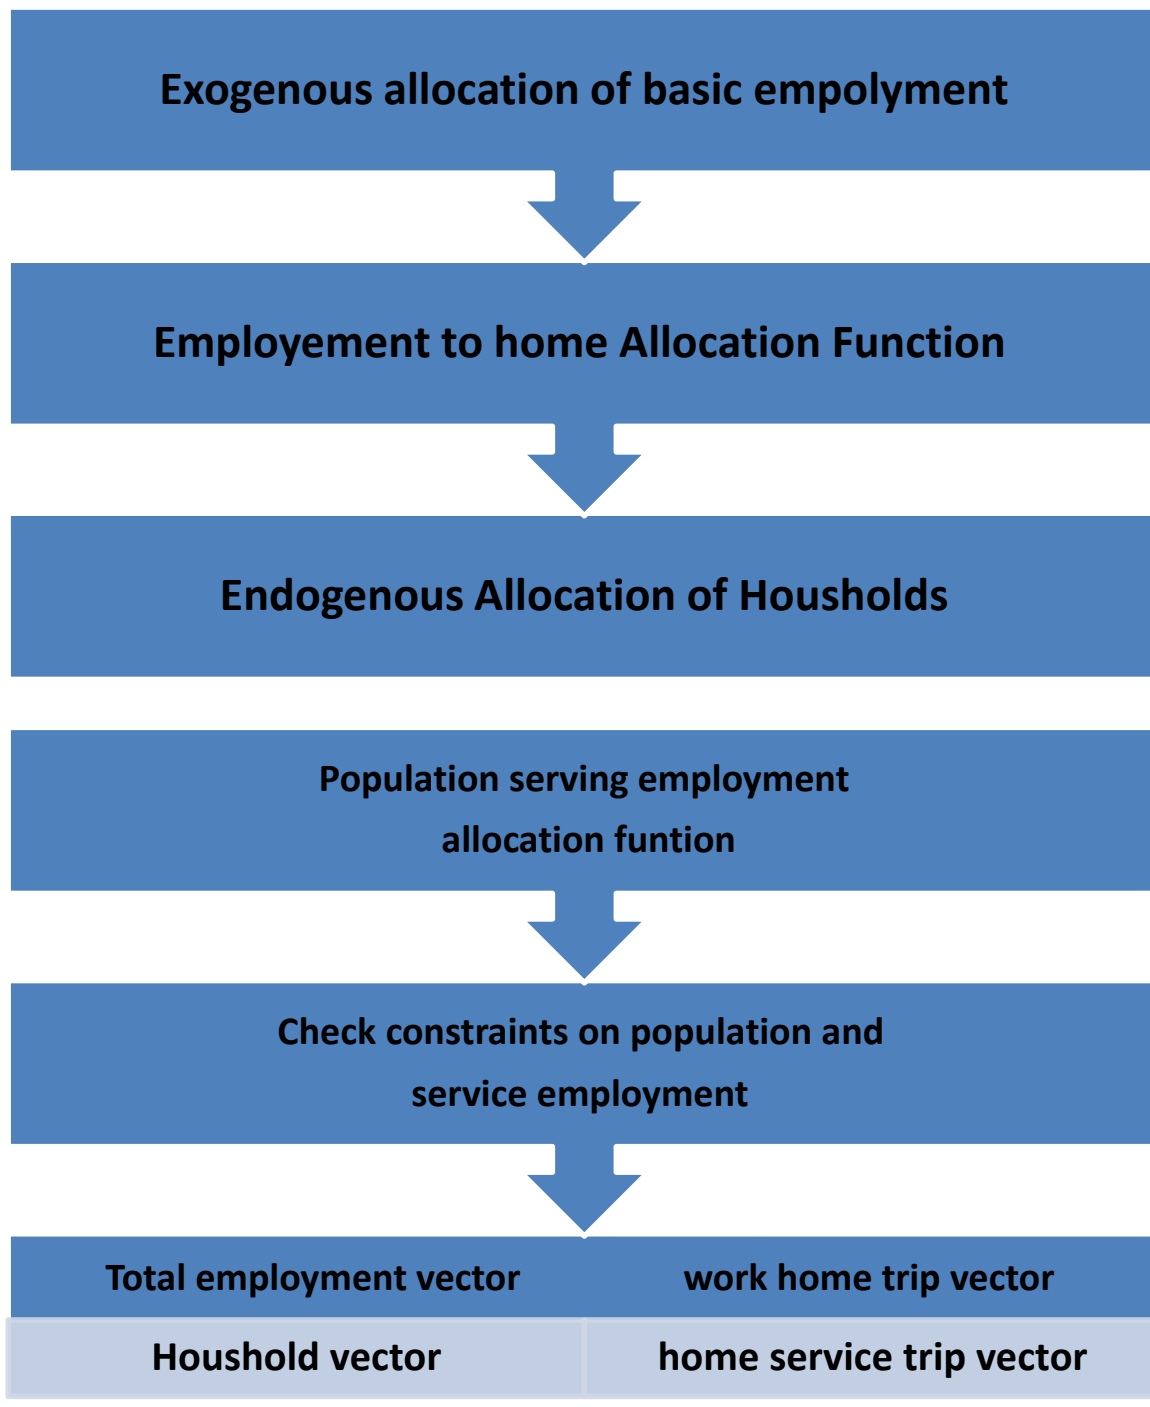 Exogenous allocation of basic empolyment
Employement to home Allocation Function
Endogenous Allocation of Housholds
Population serving employment
allocation funtion
Check constraints on population and
service employment
Total employment vector
work home trip vector
Houshold vector
home service trip vector